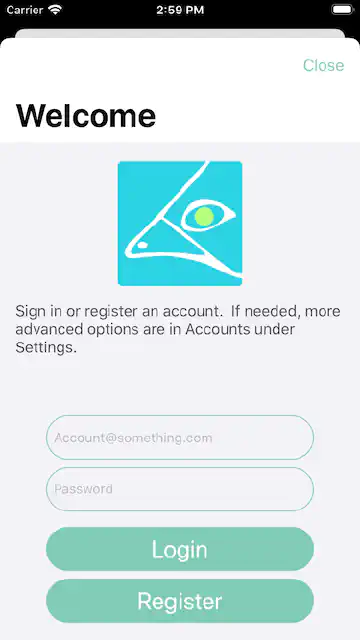 Carrier 2:59 PM
Close
Welcome
Sign in or register an account.  If needed, more
advanced options are in Accounts under
Settings.
Account@something.com
Password
Login
Register